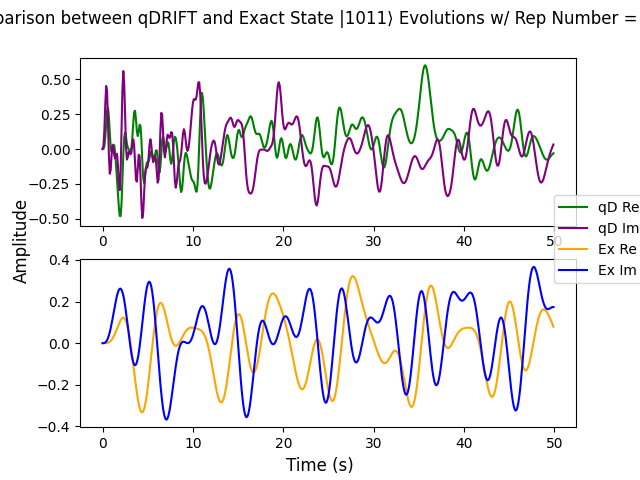 parison between qDRIFT and Exact State |1011⟩ Evolutions w/ Rep Number =
0.50
0.25
0.00
−0.25
−0.50
0 10 20 30 40 50
qD Re
qD Im
Ex Re
Ex Im
Amplitude
0.4
0.2
0.0
−0.2
−0.4
0 10 20 30 40 50
Time (s)